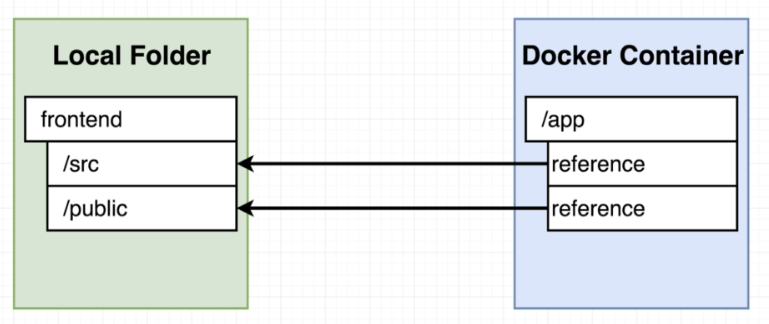 Local Folder
frontend
/src
/public
Docker Container
/app
reference
reference